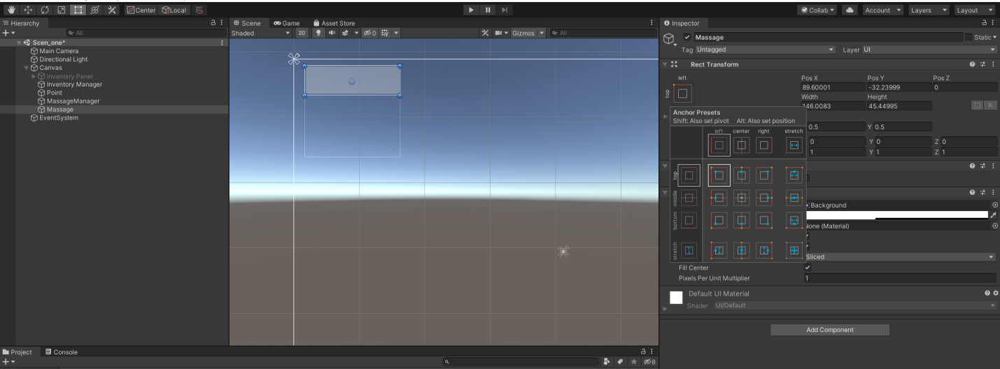 Center Local Collab Account Layers Layout
Hierarchy
All
Scen_one*
Main Camera
Directional Light
Canvas
Inventory Panel
Inventory Manager
Point
MassageManager
Massage
EventSystem
Scene Game Asset Store
Shaded 2D 0 Gizmos All
Inspector
Massage Static
Tag Untagged Layer UI
Rect Transform
left Pos X Pos Y Pos Z
top 89.60001 -32.23999 0
Width Height
146.0083 45.44995 R
Anchor Presets
Shift: Also set pivot Alt: Also set position
left center right stretch
0.5 Y 0.5
0 Y 0 Z 0
1 Y 1 Z 1
top
middle
bottom
stretch
Background
None (Material)
Sliced
Fill Center
Pixels Per Unit Multiplier 1
Default UI Material
Shader UI/Default
Add Component
Project Console
8